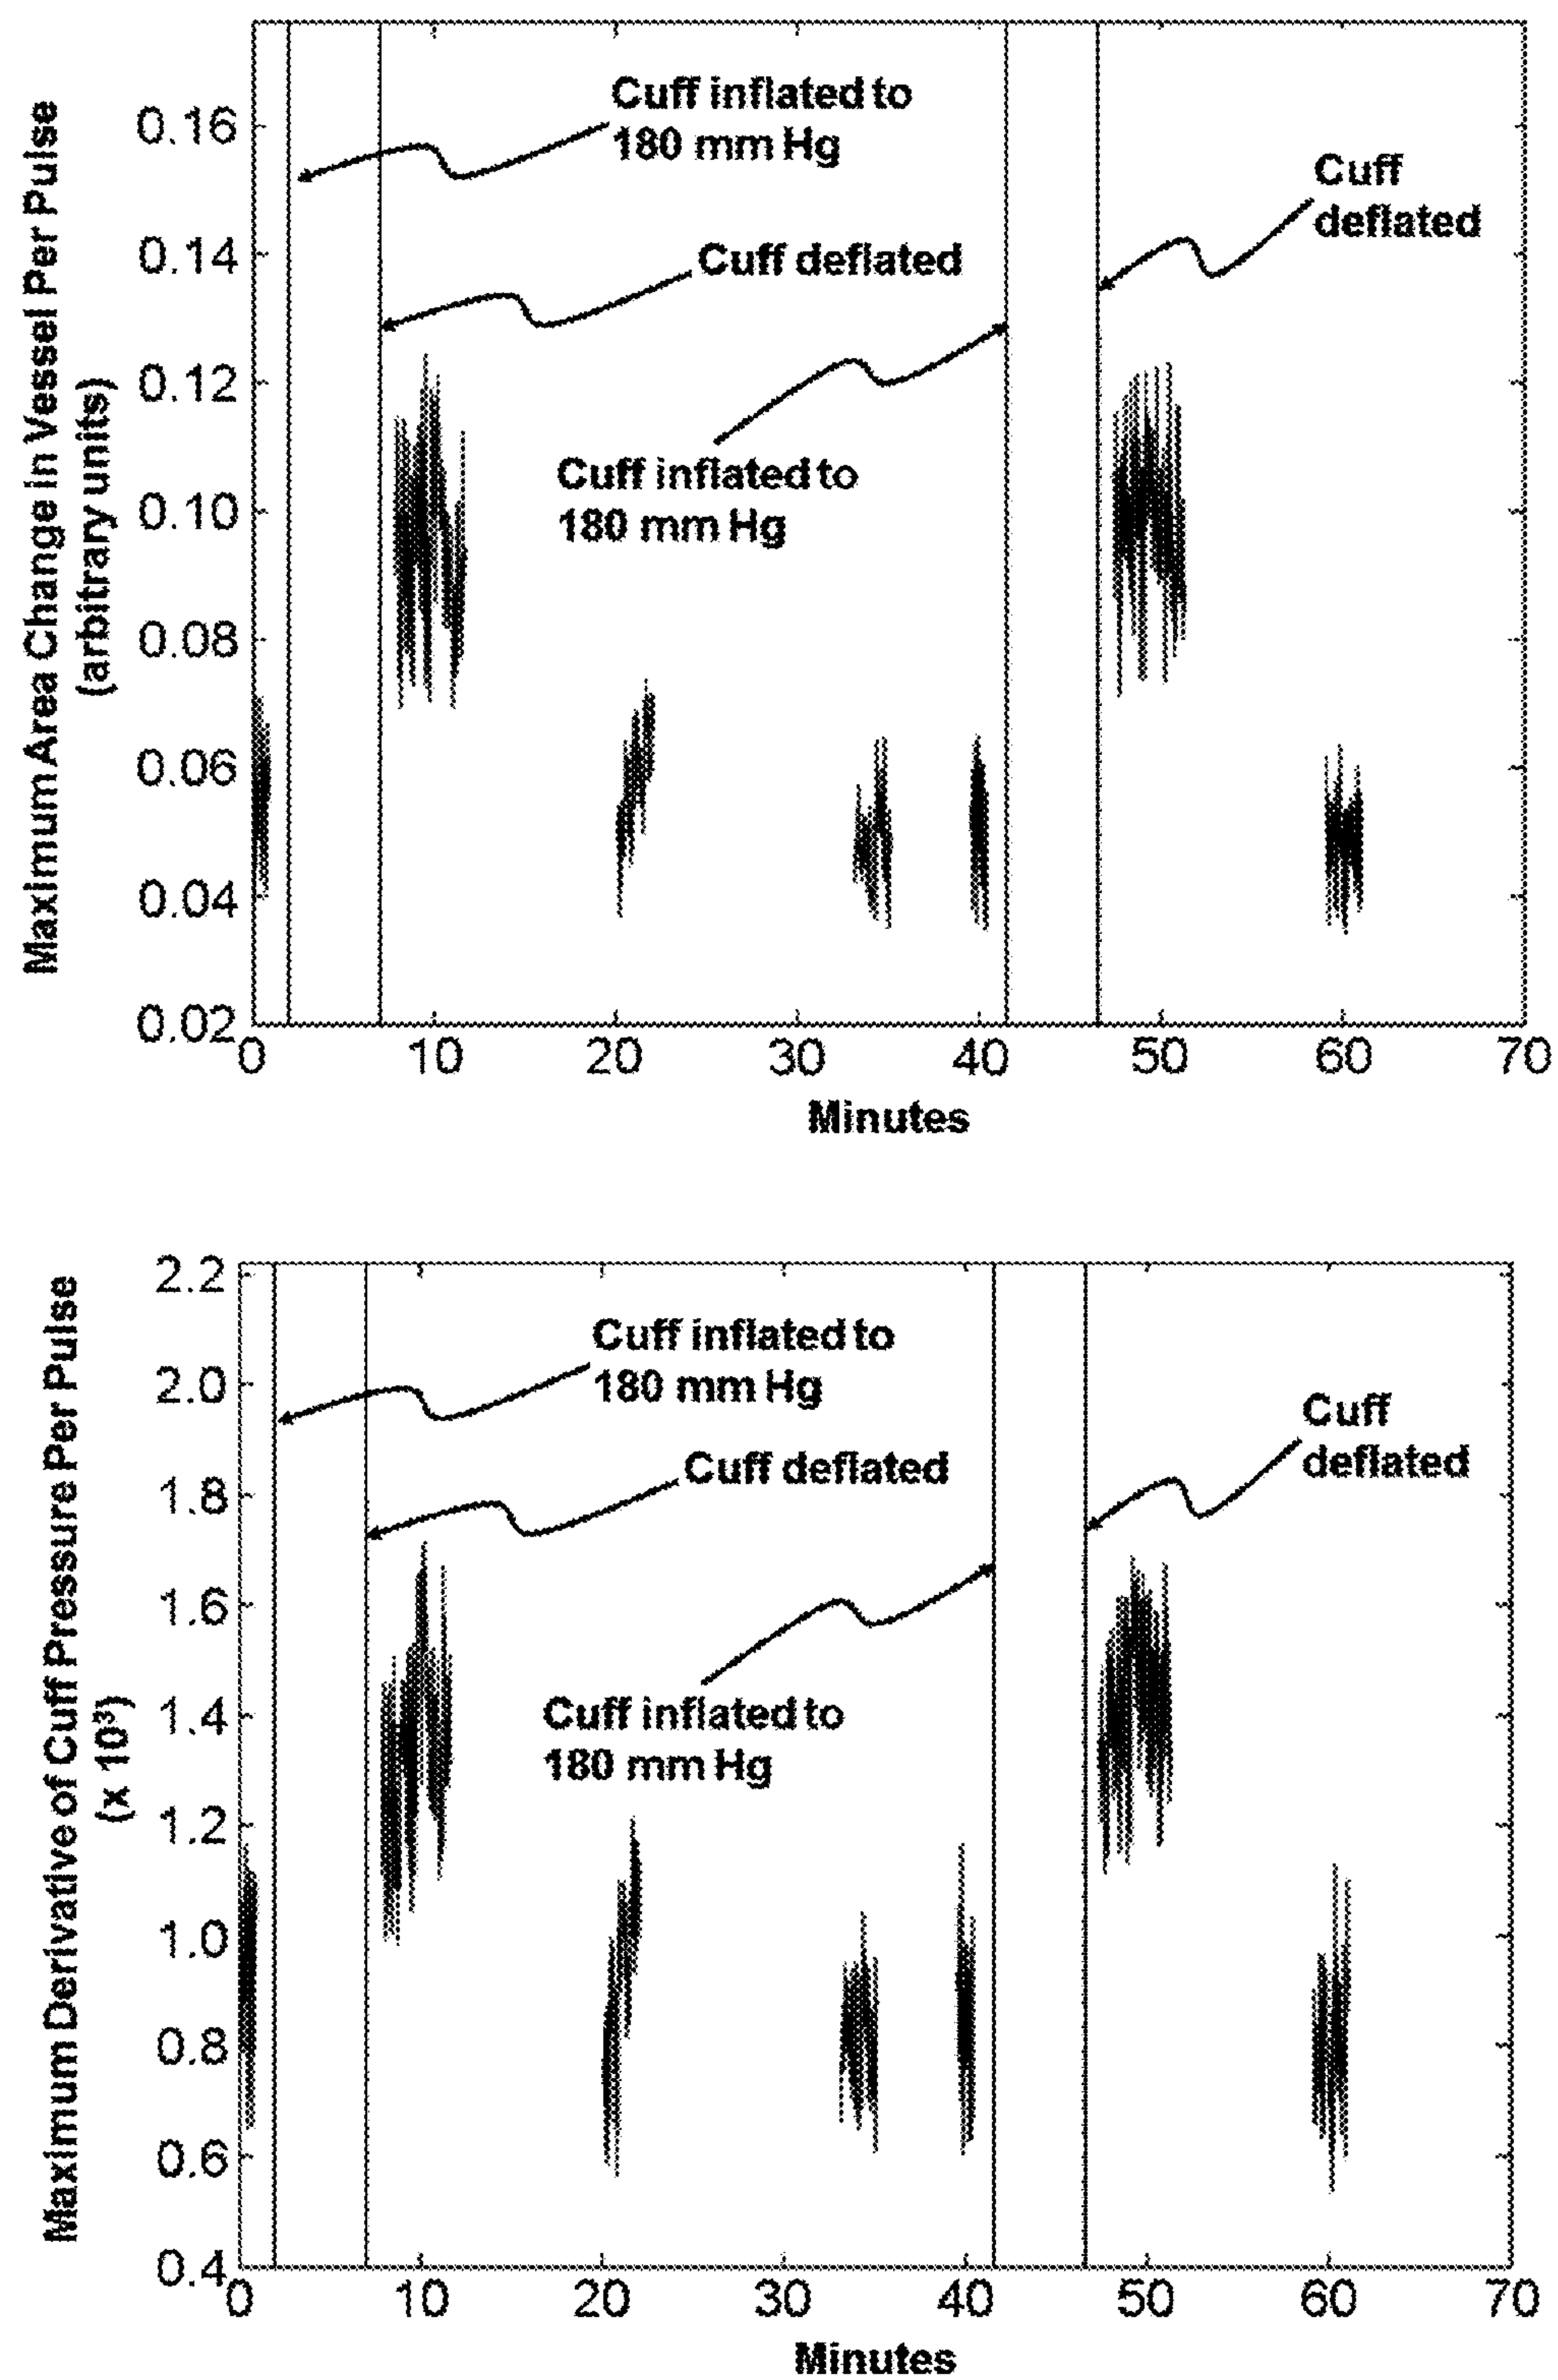 Maximum Area Change in Vessel Per Pulse
(arbitrary units)
0.16
0.14
0.12
0.10
0.08
0.06
0.04
0.02
Cuff inflated to
180 mm Hg
Cuff deflated
Cuff
deflated
Cuff inflated to
180 mm Hg
0 10 20 30 40 50 60 70
Minutes
Maximum Derivative of Cuff Pressure Per Pulse
(x 10³)
2.2
2.0
1.8
1.6
1.4
1.2
1.0
0.8
0.6
0.4
Cuff inflated to
180 mm Hg
Cuff deflated
Cuff
deflated
Cuff inflated to
180 mm Hg
0 10 20 30 40 50 60 70
Minutes